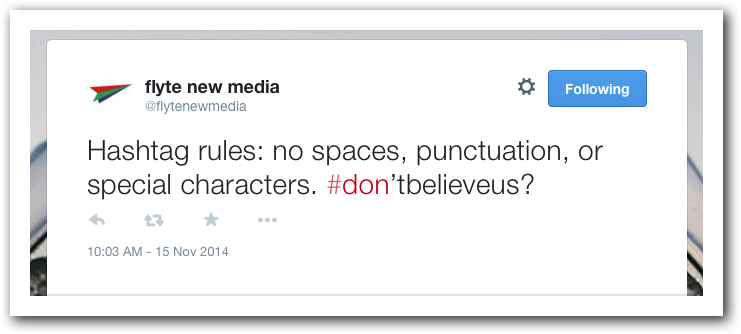 flyte new media
@flytenewmedia
Following
Hashtag rules: no spaces, punctuation, or
special characters. #don’tbelieveus?
10:03 AM - 15 Nov 2014